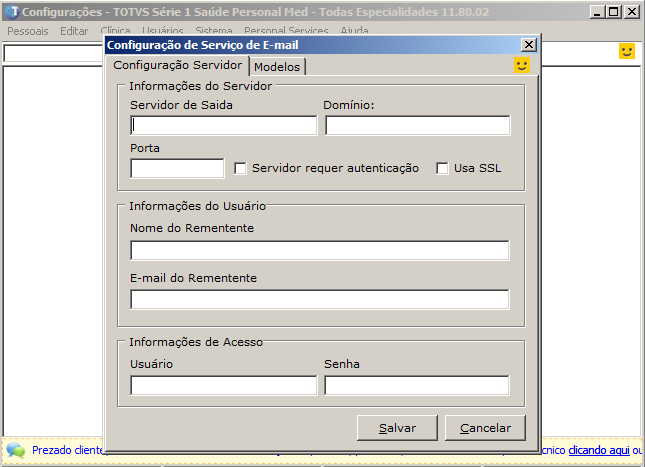 Configurações - TOTVS Série 1 Saúde Personal Med - Todas Especialidades 11.80.02
Pessoais Editar Clínica Usuários Sistema Personal Services Ajuda
Configuração de Serviço de E-mail
Configuração Servidor Modelos
Informações do Servidor
Servidor de Saida Domínio:
Porta
Servidor requer autenticação Usa SSL
Informações do Usuário
Nome do Rementente
E-mail do Rementente
Informações de Acesso
Usuário Senha
Salvar Cancelar
Prezado cliente clicando aqui ou